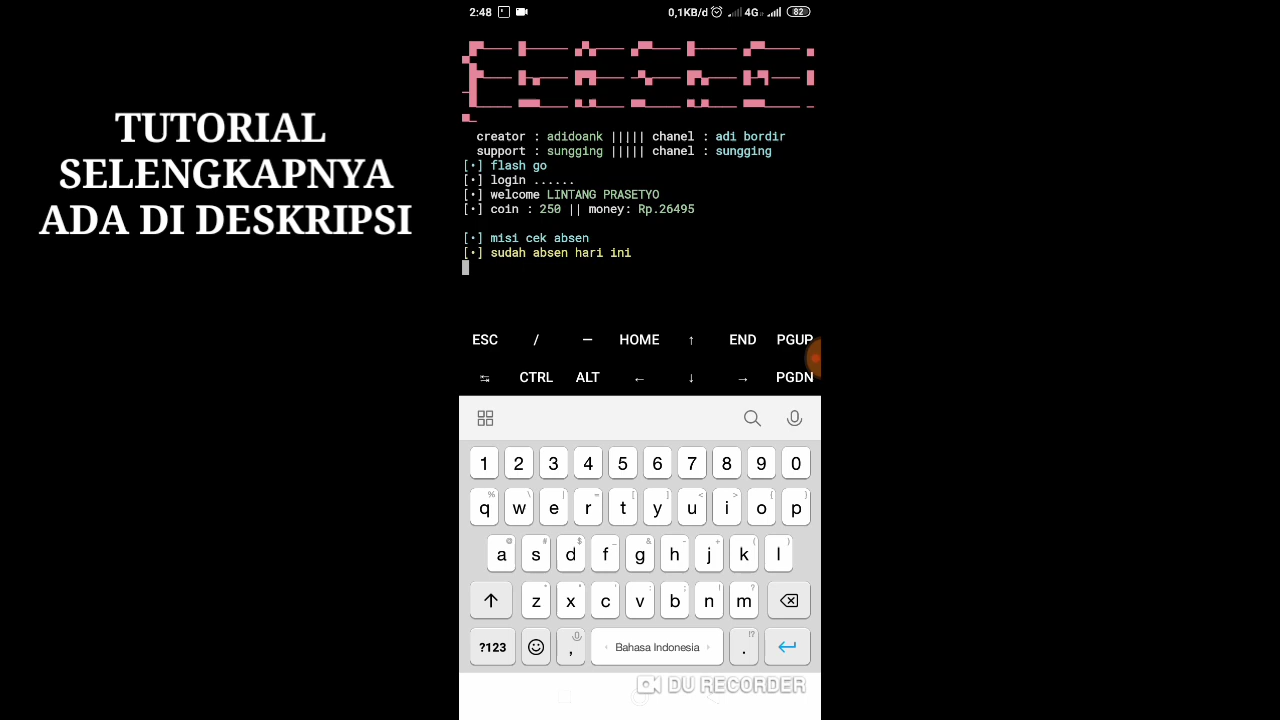 TUTORIAL
SELENGKAPNYA
ADA DI DESKRIPSI
2:48
0,1KB/d
4G
82
creator : adidoank ||||| chanel : adi bordir
support : sungging ||||| chanel : sungging
[•] flash go
[•] login ......
[•] welcome LINTANG PRASETYO
[•] coin : 250 || money: Rp.26495
[•] misi cek absen
[•] sudah absen hari ini
ESC / — HOME ↑ END PGUP
↹ CTRL ALT ← ↓ → PGDN
1 2 3 4 5 6 7 8 9 0
q w e r t y u i o p
a s d f g h j k l
z x c v b n m
?123 , Bahasa Indonesia .
DU RECORDER